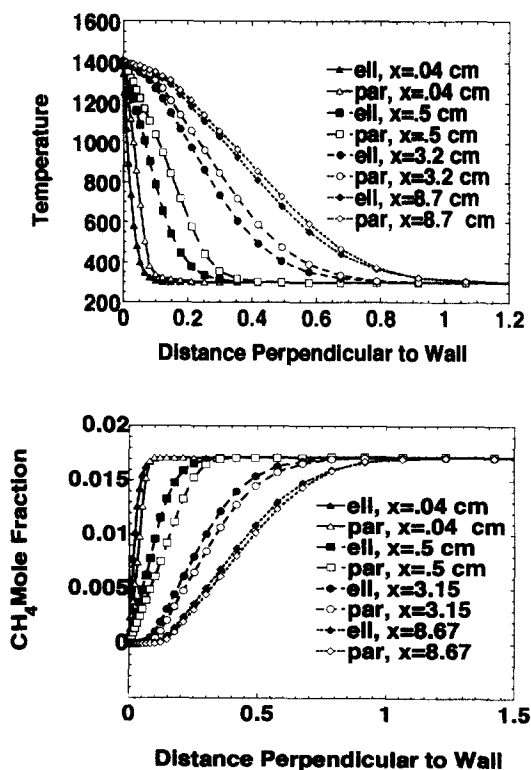 1600
1400
1200
1000
800
600
400
200
Temperature
ell, x=.04 cm
par, x=.04 cm
ell, x=.5 cm
par, x=.5 cm
ell, x=3.2 cm
par, x=3.2 cm
ell, x=8.7 cm
par, x=8.7 cm
0 0.2 0.4 0.6 0.8 1 1.2
Distance Perpendicular to Wall
0.02
0.015
0.01
0.005
0
CH4 Mole Fraction
ell, x=.04 cm
par, x=.04 cm
ell, x=.5 cm
par, x=.5 cm
ell, x=3.15
par, x=3.15
ell, x=8.67
par, x=8.67
0 0.5 1 1.5
Distance Perpendicular to Wall